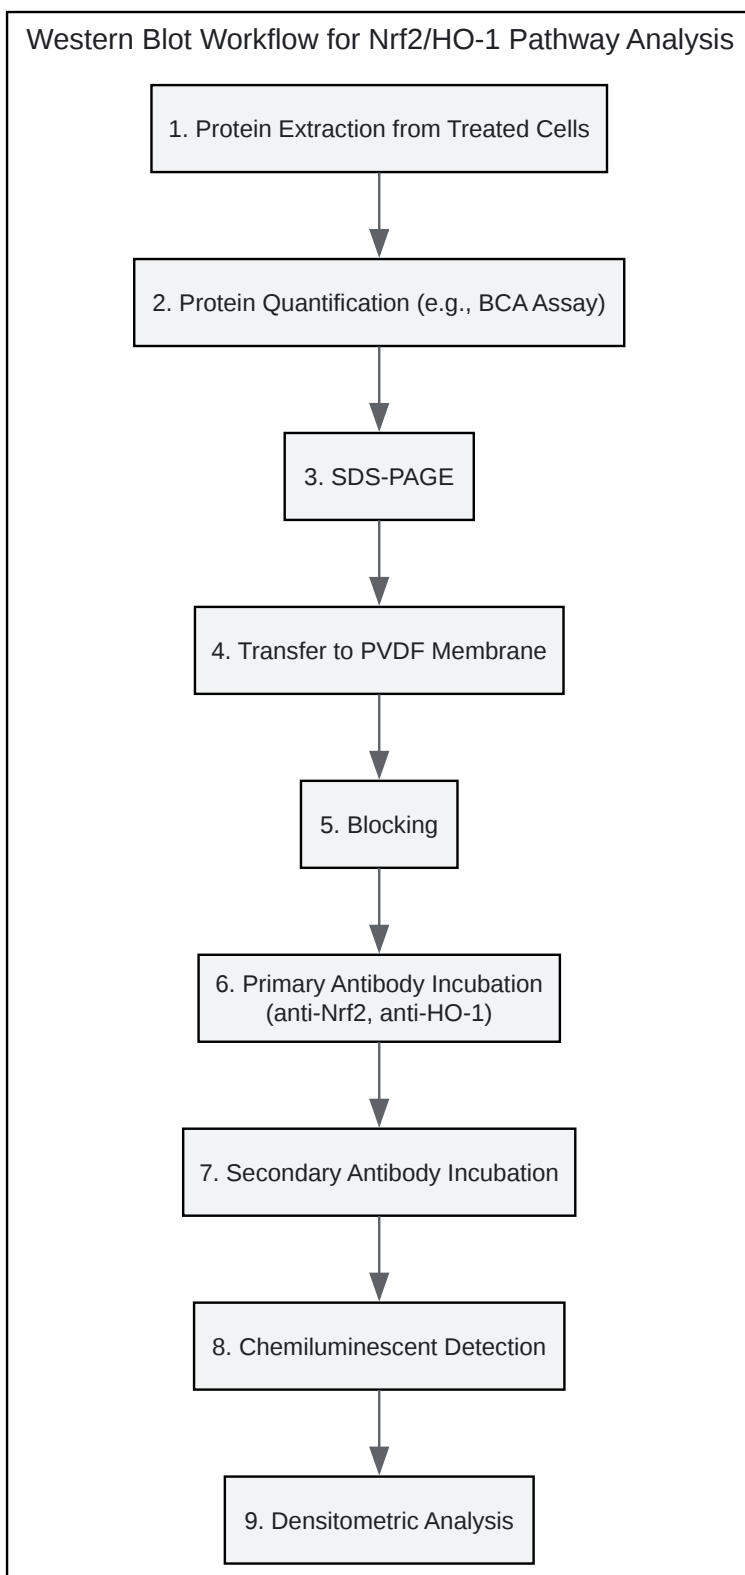 Western Blot Workflow for Nrf2/HO-1 Pathway Analysis
1. Protein Extraction from Treated Cells
2. Protein Quantification (e.g., BCA Assay)
3. SDS-PAGE
4. Transfer to PVDF Membrane
5. Blocking
6. Primary Antibody Incubation
(anti-Nrf2, anti-HO-1)
7. Secondary Antibody Incubation
8. Chemiluminescent Detection
9. Densitometric Analysis